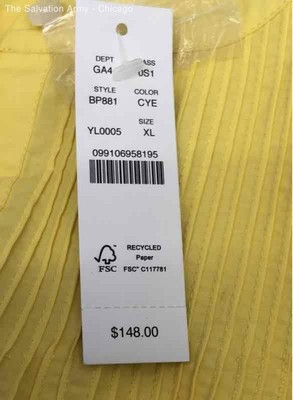 The Salvation Army - Chicago
DEPT
GA4
0S1
STYLE COLOR
BP881 CYE
SIZE
YL0005 XL
099106958195
RECYCLED
Paper
FSC
FSC® C117781
$148.00